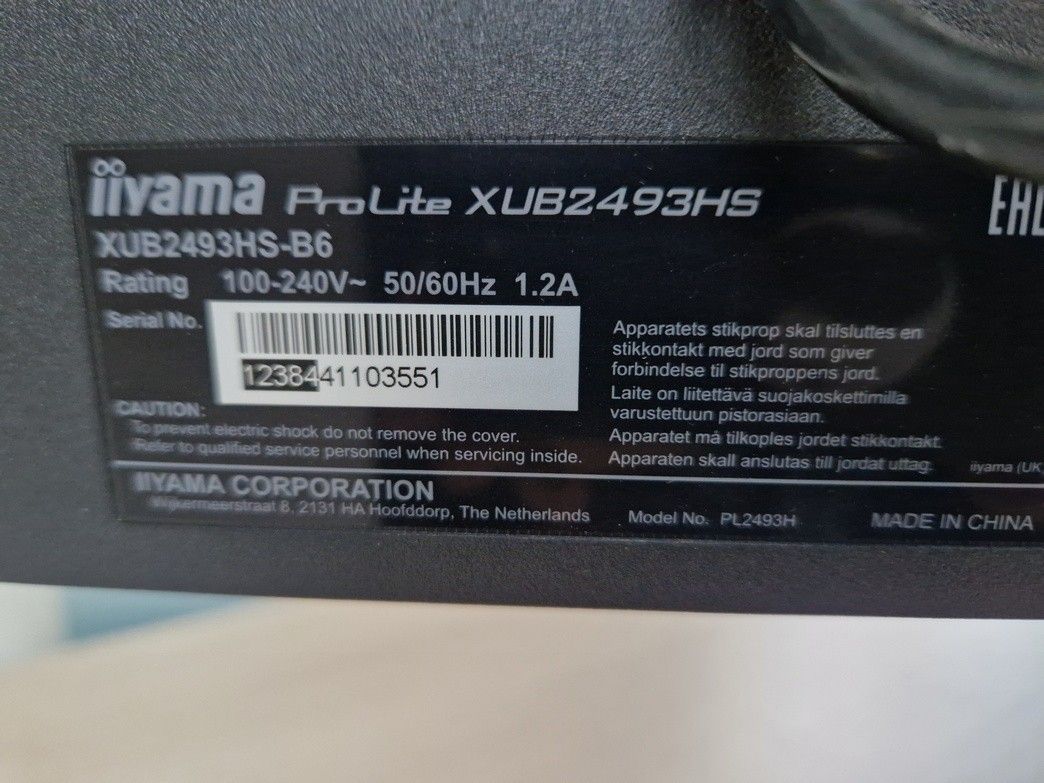 iiyama ProLite XUB2493HS
EAC
XUB2493HS-B6
Rating 100-240V~ 50/60Hz 1.2A
Serial No.
1238441103551
CAUTION:
To prevent electric shock do not remove the cover.
Refer to qualified service personnel when servicing inside.
Apparatets stikprop skal tilsluttes en
stikkontakt med jord som giver
forbindelse til stikproppens jord.
Laite on liitettävä suojakoskettimilla
varustettuun pistorasiaan.
Apparatet må tilkoples jordet stikkontakt.
Apparaten skall anslutas till jordat uttag.
iiyama (UK
IIYAMA CORPORATION
Wijkermeerstraat 8, 2131 HA Hoofddorp, The Netherlands
Model No. PL2493H
MADE IN CHINA